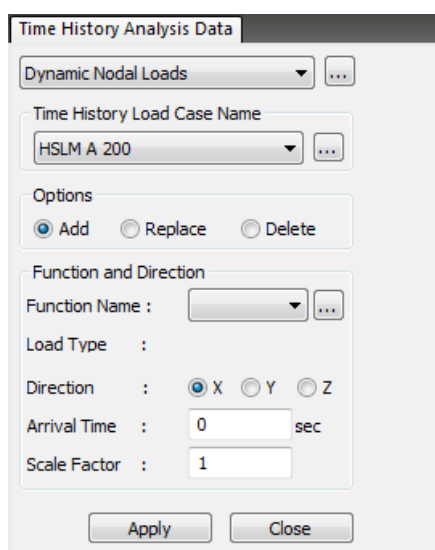 Time History Analysis Data
Dynamic Nodal Loads ...
Time History Load Case Name
HSLM A 200 ...
Options
Add Replace Delete
Function and Direction
Function Name : ...
Load Type :
Direction : X Y Z
Arrival Time : 0 sec
Scale Factor : 1
Apply Close